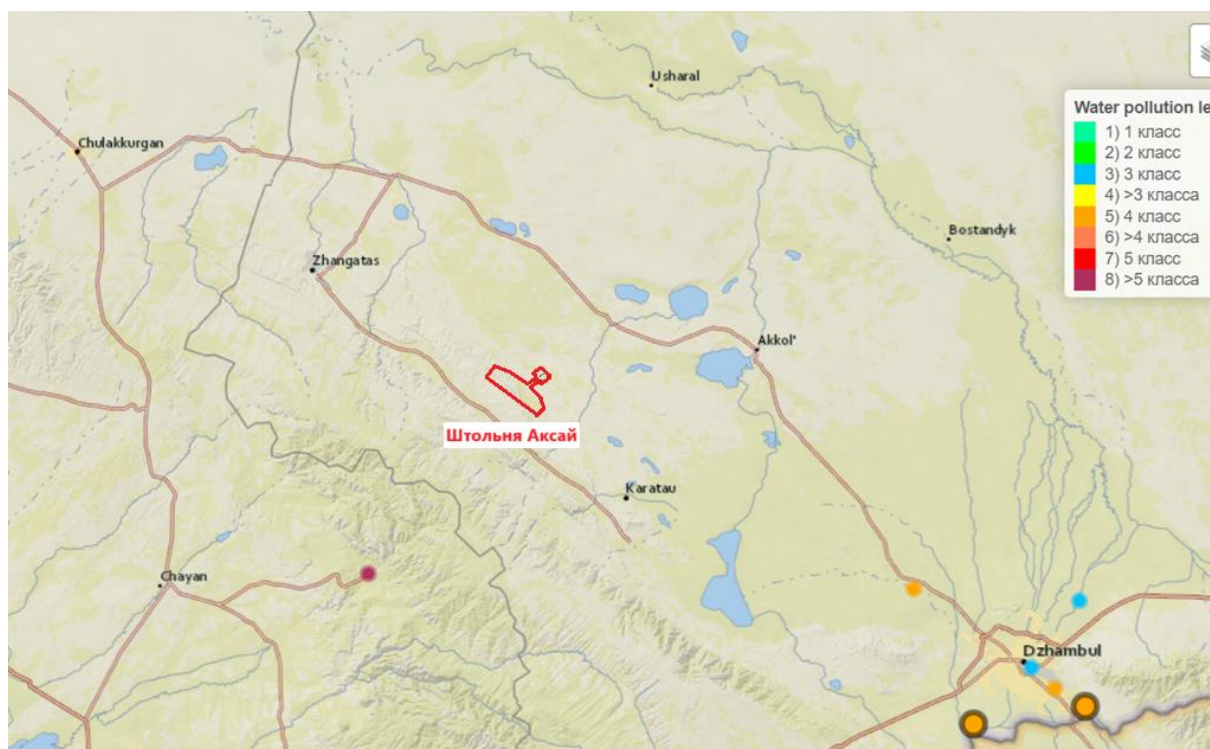 Usharal
Water pollution le
1) 1 класс
2) 2 класс
3) 3 класс
4) >3 класса
5) 4 класс
6) >4 класса
7) 5 класс
8) >5 класса
Chulakkurgan
Bostandyk
Zhangatas
Akkol'
Штольня Аксай
Karatau
Chayan
Dzhambul